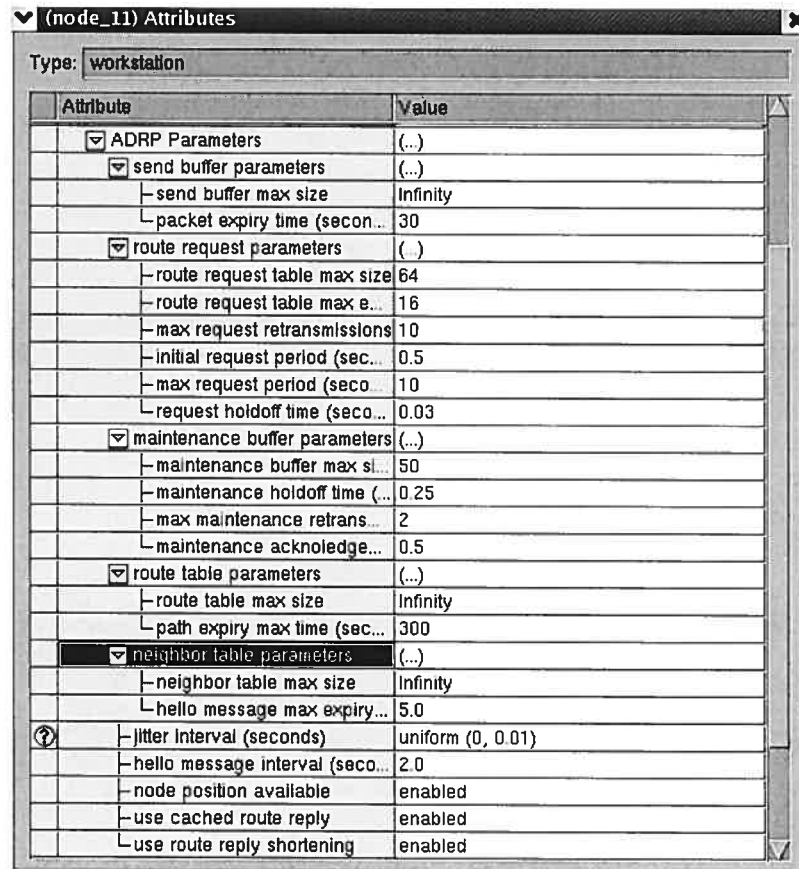 (node_11) Attributes
Type: workstation
Attribute Value
ADRP Parameters (...)
send buffer parameters (...)
send buffer max size Infinity
packet expiry time (secon... 30
route request parameters (...)
route request table max size 64
route request table max e... 16
max request retransmissions 10
initial request period (sec... 0.5
max request period (seco... 10
request holdoff time (seco... 0.03
maintenance buffer parameters (...)
maintenance buffer max si... 50
maintenance holdoff time (... 0.25
max maintenance retrans... 2
maintenance acknoledge... 0.5
route table parameters (...)
route table max size Infinity
path expiry max time (sec... 300
neighbor table parameters (...)
neighbor table max size Infinity
hello message max expiry... 5.0
jitter interval (seconds) uniform (0, 0.01)
hello message interval (seco... 2.0
node position available enabled
use cached route reply enabled
use route reply shortening enabled